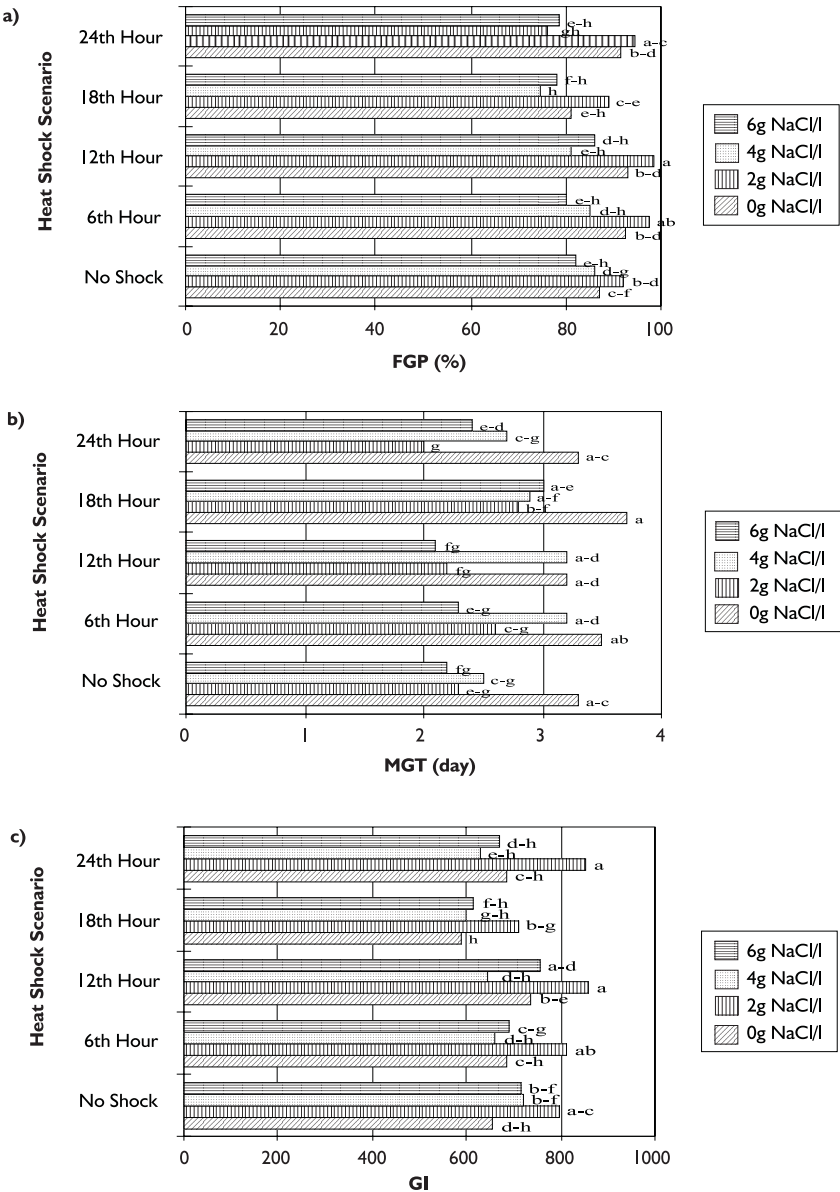 a)
Heat Shock Scenario
24th Hour
e-h
gh
a-c
b-d
18th Hour
f-h
h
c-e
e-h
12th Hour
d-h
e-h
a
b-d
6th Hour
e-h
d-h
ab
b-d
No Shock
e-h
d-g
b-d
c-f
0 20 40 60 80 100
FGP (%)
6g NaCl/l
4g NaCl/l
2g NaCl/l
0g NaCl/l
b)
Heat Shock Scenario
24th Hour
e-d
c-g
g
a-c
18th Hour
a-e
a-f
b-f
a
12th Hour
fg
a-d
fg
a-d
6th Hour
e-g
a-d
c-g
ab
No Shock
fg
c-g
e-g
a-c
0 1 2 3 4
MGT (day)
6g NaCl/l
4g NaCl/l
2g NaCl/l
0g NaCl/l
c)
Heat Shock Scenario
24th Hour
d-h
e-h
a
c-h
18th Hour
f-h
g-h
b-g
h
12th Hour
a-d
d-h
a
b-e
6th Hour
c-g
d-h
ab
c-h
No Shock
b-f
b-f
a-c
d-h
0 200 400 600 800 1000
GI
6g NaCl/l
4g NaCl/l
2g NaCl/l
0g NaCl/l